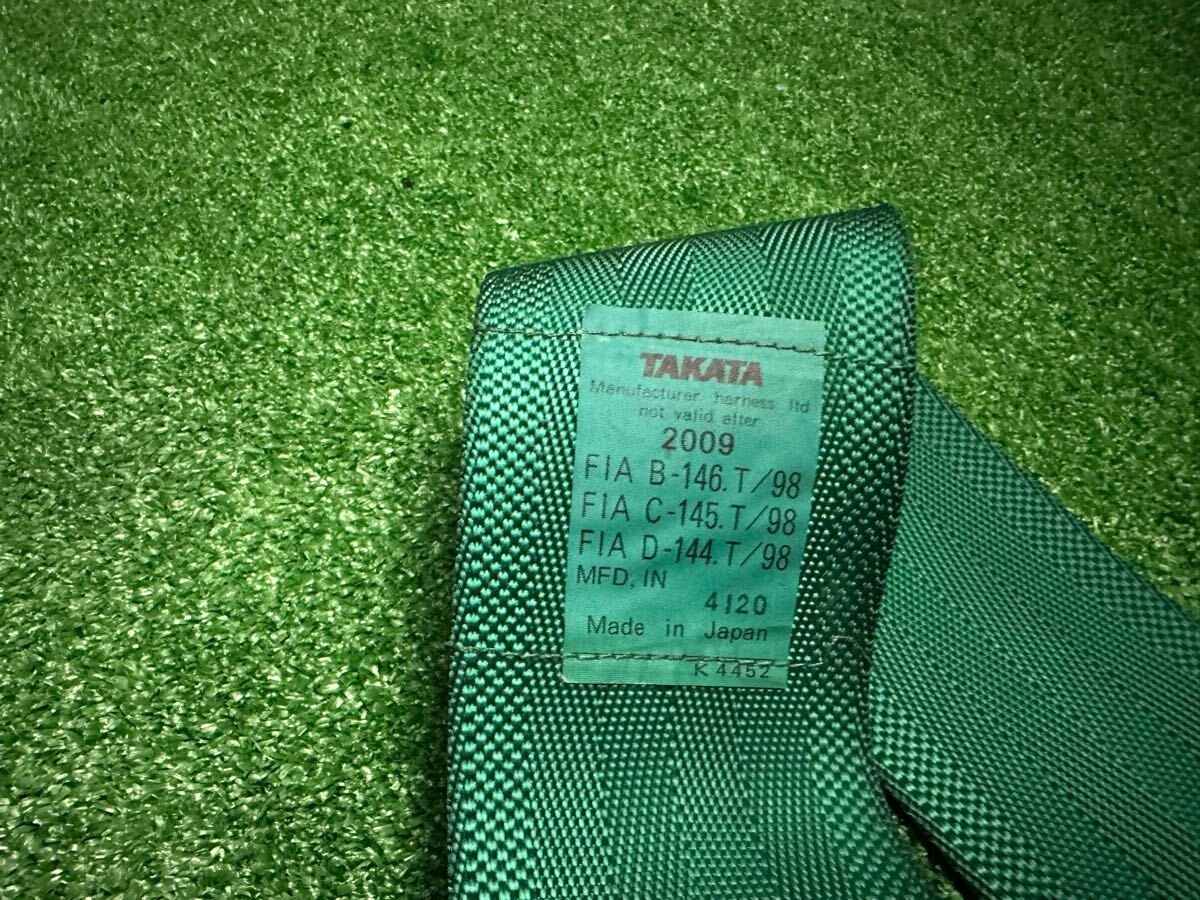 TAKATA
Manufacturer harness ltd
not valid after
2009
FIA B-146.T/98
FIA C-145.T/98
FIA D-144.T/98
MFD, IN
4120
Made in Japan
K 4452